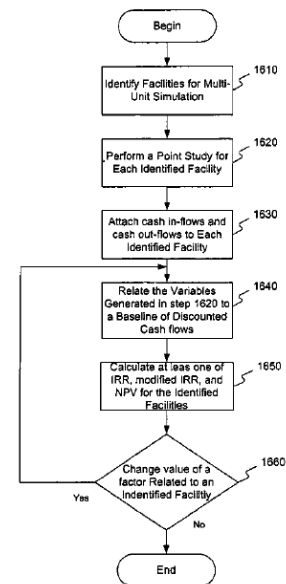 Begin
1610
Identify Facilities for Multi-
Unit Simulation
1620
Perform a Point Study for
Each Identified Facility
1630
Attach cash in-flows and
cash out-flows to Each
Identified Facility
1640
Relate the Variables
Generated in step 1620 to
a Baseline of Discounted
Cash flows
1650
Calculate at leas one of
IRR, modified IRR, and
NPV for the Identified
Facilities
1660
Change value of a
factor Related to an
Indentified Facility
Yes
No
End